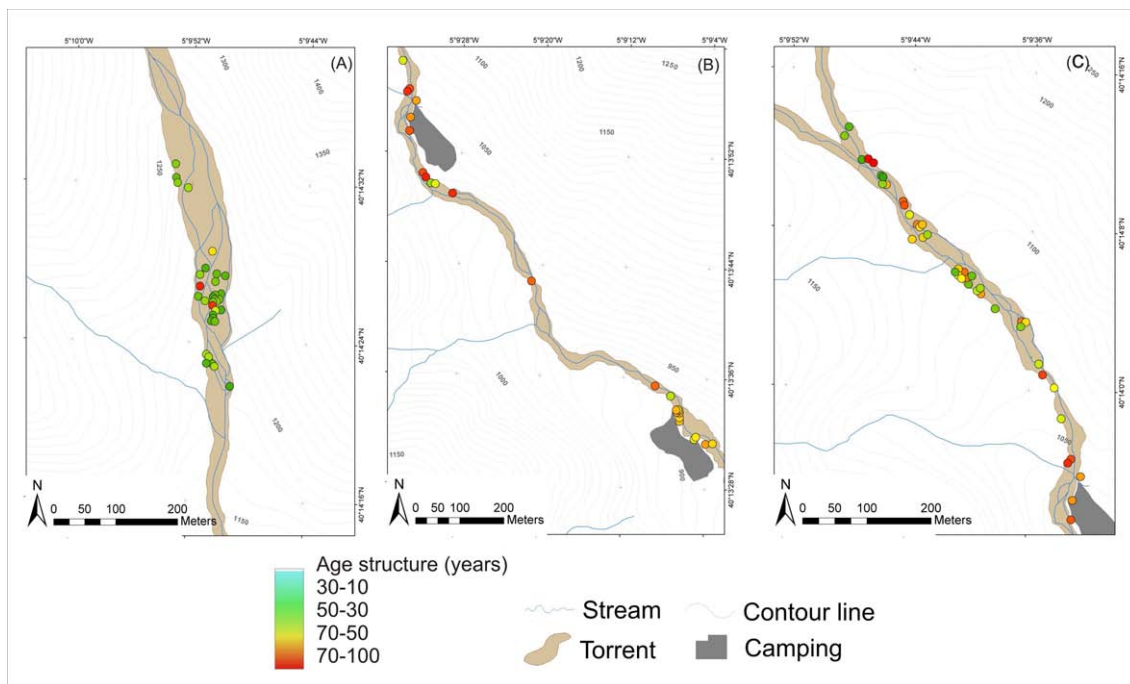 5°10'0"W 5°9'52"W 5°9'44"W
(A)
1300
1400
1350
1250
1200
1150
40°14'32"N
40°14'24"N
40°14'16"N
N
0 50 100 200
Meters
5°9'28"W 5°9'20"W 5°9'12"W 5°9'4"W
(B)
1100
1200
1250
1150
1050
1000
950
900
1150
40°13'52"N
40°13'44"N
40°13'36"N
40°13'28"N
N
0 50 100 200
Meters
5°9'52"W 5°9'44"W 5°9'36"W
(C)
1250
1200
1100
1150
1050
40°14'16"N
40°14'8"N
40°14'0"N
N
0 50 100 200
Meters
Age structure (years)
30-10
50-30
70-50
70-100
Stream
Contour line
Torrent
Camping